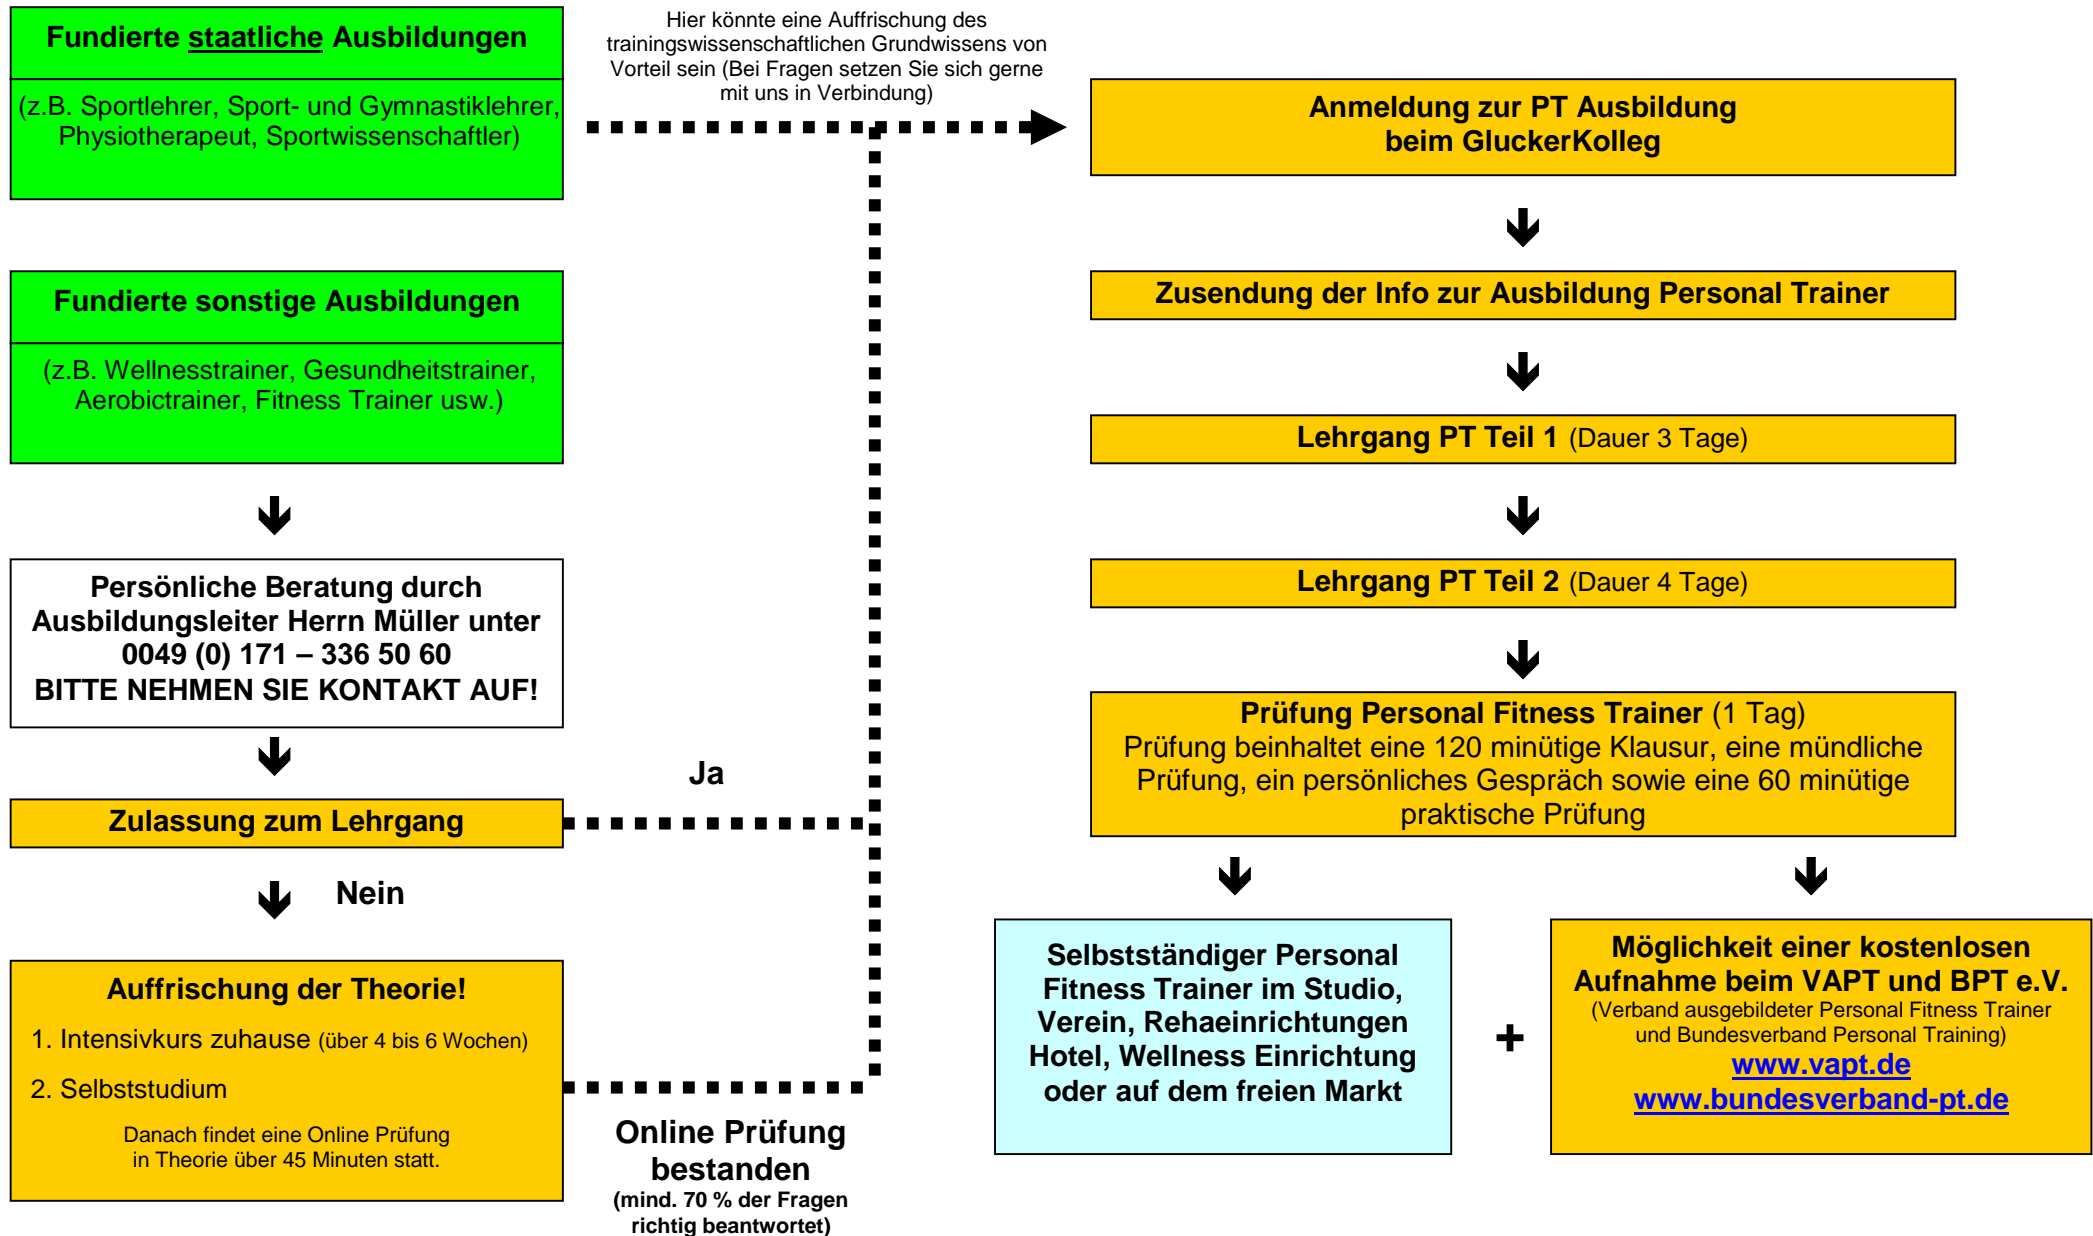 Fundierte staatliche Ausbildungen
(z.B. Sportlehrer, Sport- und Gymnastiklehrer,
Physiotherapeut, Sportwissenschaftler)
Hier könnte eine Auffrischung des
trainingswissenschaftlichen Grundwissens von
Vorteil sein (Bei Fragen setzen Sie sich gerne
mit uns in Verbindung)
Fundierte sonstige Ausbildungen
(z.B. Wellnesstrainer, Gesundheitstrainer,
Aerobictrainer, Fitness Trainer usw.)
Persönliche Beratung durch
Ausbildungsleiter Herrn Müller unter
0049 (0) 171 – 336 50 60
BITTE NEHMEN SIE KONTAKT AUF!
Zulassung zum Lehrgang
Ja
Nein
Auffrischung der Theorie!
1. Intensivkurs zuhause (über 4 bis 6 Wochen)
2. Selbststudium
Danach findet eine Online Prüfung
in Theorie über 45 Minuten statt.
Online Prüfung
bestanden
(mind. 70 % der Fragen
richtig beantwortet)
Anmeldung zur PT Ausbildung
beim GluckerKolleg
Zusendung der Info zur Ausbildung Personal Trainer
Lehrgang PT Teil 1 (Dauer 3 Tage)
Lehrgang PT Teil 2 (Dauer 4 Tage)
Prüfung Personal Fitness Trainer (1 Tag)
Prüfung beinhaltet eine 120 minütige Klausur, eine mündliche
Prüfung, ein persönliches Gespräch sowie eine 60 minütige
praktische Prüfung
Selbstständiger Personal
Fitness Trainer im Studio,
Verein, Rehaeinrichtungen
Hotel, Wellness Einrichtung
oder auf dem freien Markt
+
Möglichkeit einer kostenlosen
Aufnahme beim VAPT und BPT e.V.
(Verband ausgebildeter Personal Fitness Trainer
und Bundesverband Personal Training)
www.vapt.de
www.bundesverband-pt.de